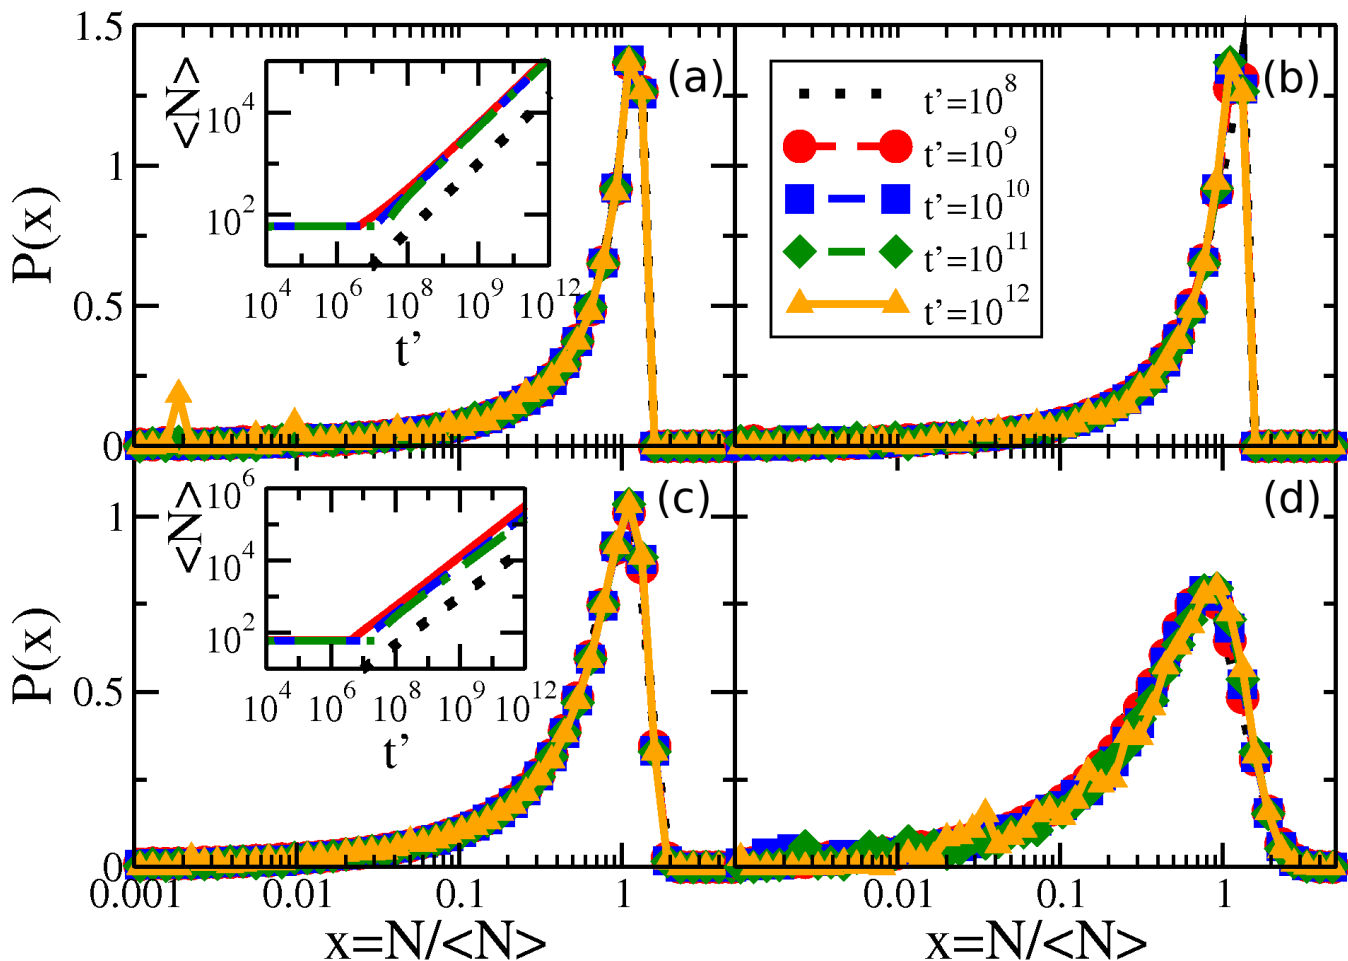 1.5
1
0.5
0
P(x)
(a)
<N>
10^4
10^2
10^4 10^6 10^8 10^9 10^12
t'
(b)
t'=10^8
t'=10^9
t'=10^10
t'=10^11
t'=10^12
1
0.5
0
P(x)
(c)
<N>
10^6
10^4
10^2
10^4 10^6 10^8 10^9 10^12
t'
(d)
0.001 0.01 0.1 1
0.01 0.1 1
x=N/<N>
x=N/<N>